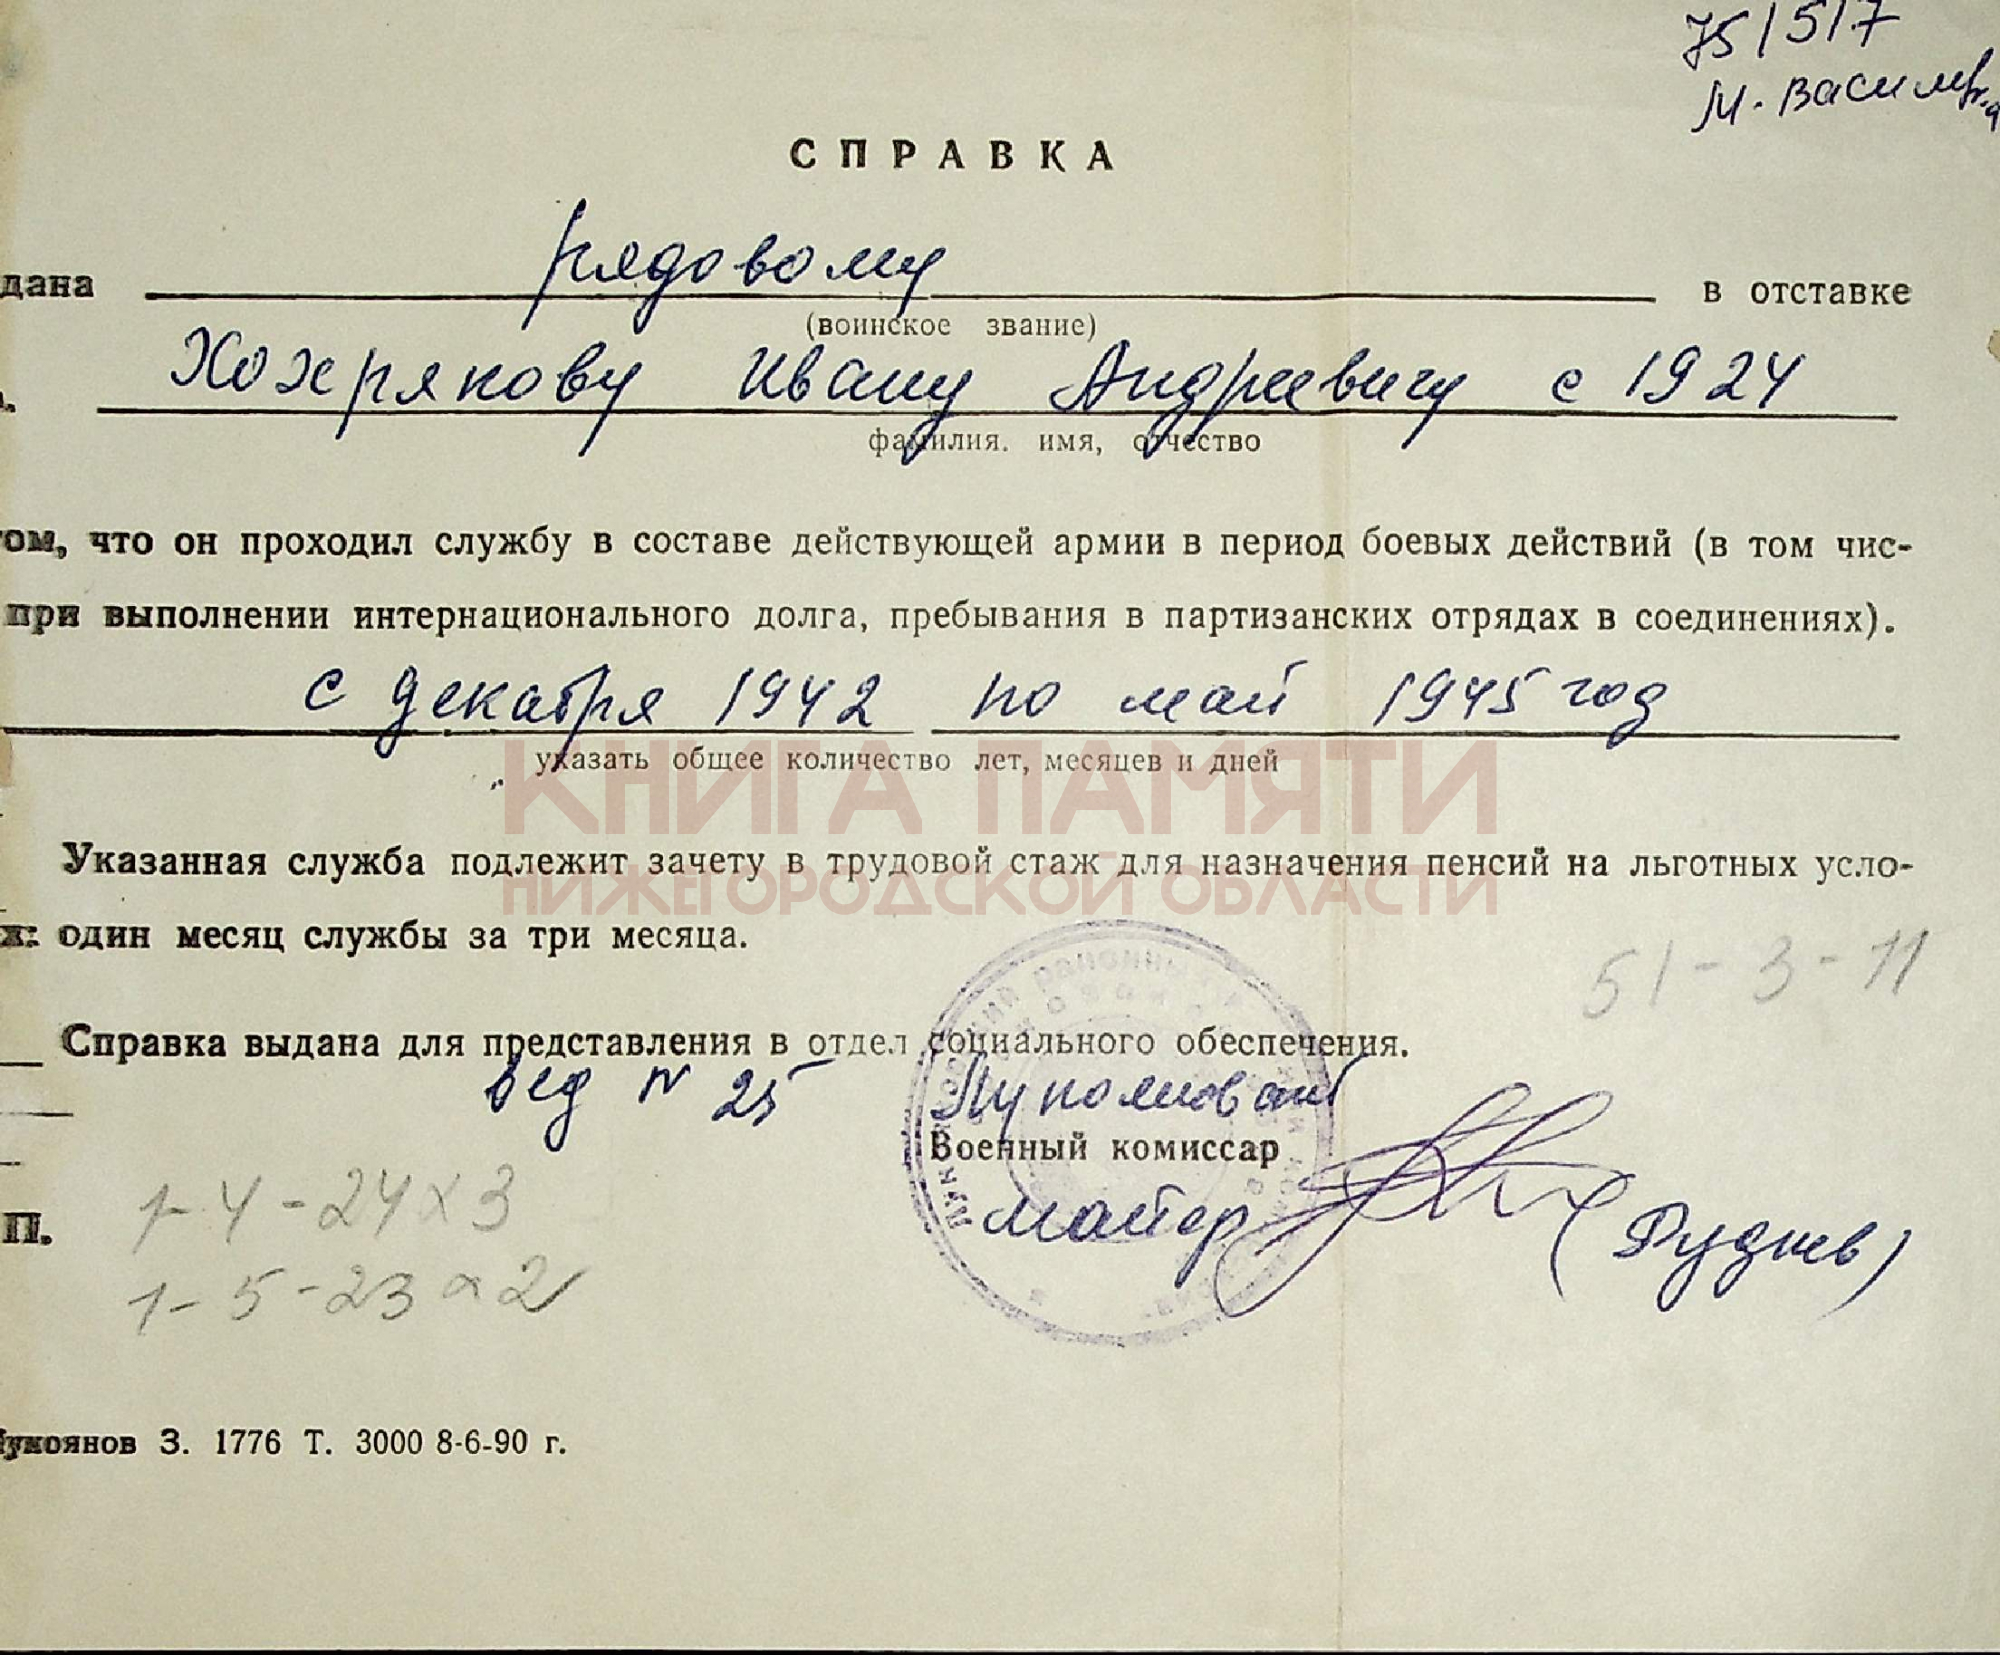 75/517
М. Василев
СПРАВКА
дана рядовому в отставке
(воинское звание)
Хохрякову Ивану Андреевичу с 1924
фамилия. имя, отчество
том, что он проходил службу в составе действующей армии в период боевых действий (в том чис-
при выполнении интернационального долга, пребывания в партизанских отрядах в соединениях).
с декабря 1942 по май 1945 год
указать общее количество лет, месяцев и дней
КНИГА ПАМЯТИ
Указанная служба подлежит зачету в трудовой стаж для назначения пенсий на льготных усло-
НИЖЕГОРОДСКОЙ ОБЛАСТИ
х: один месяц службы за три месяца.
51-3-11
Справка выдана для представления в отдел социального обеспечения.
вед N 25 Лукояновский
Военный комиссар
майор (Руднев)
П.
1-4-24х3
1-5-23х2
Лукоянов З. 1776 Т. 3000 8-6-90 г.